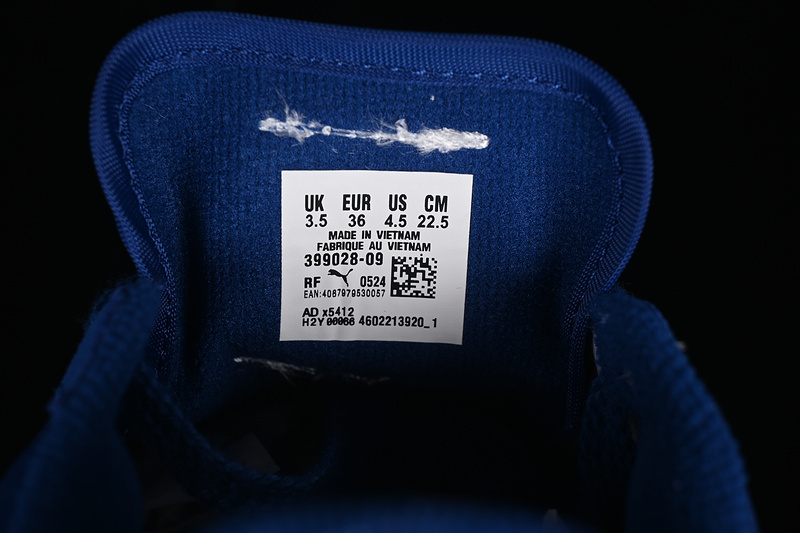 UK EUR US CM
3.5 36 4.5 22.5
MADE IN VIETNAM
FABRIQUE AU VIETNAM
399028-09
RF 0524
EAN:4067979530057
AD x5412
H2Y 00066 4602213920_1